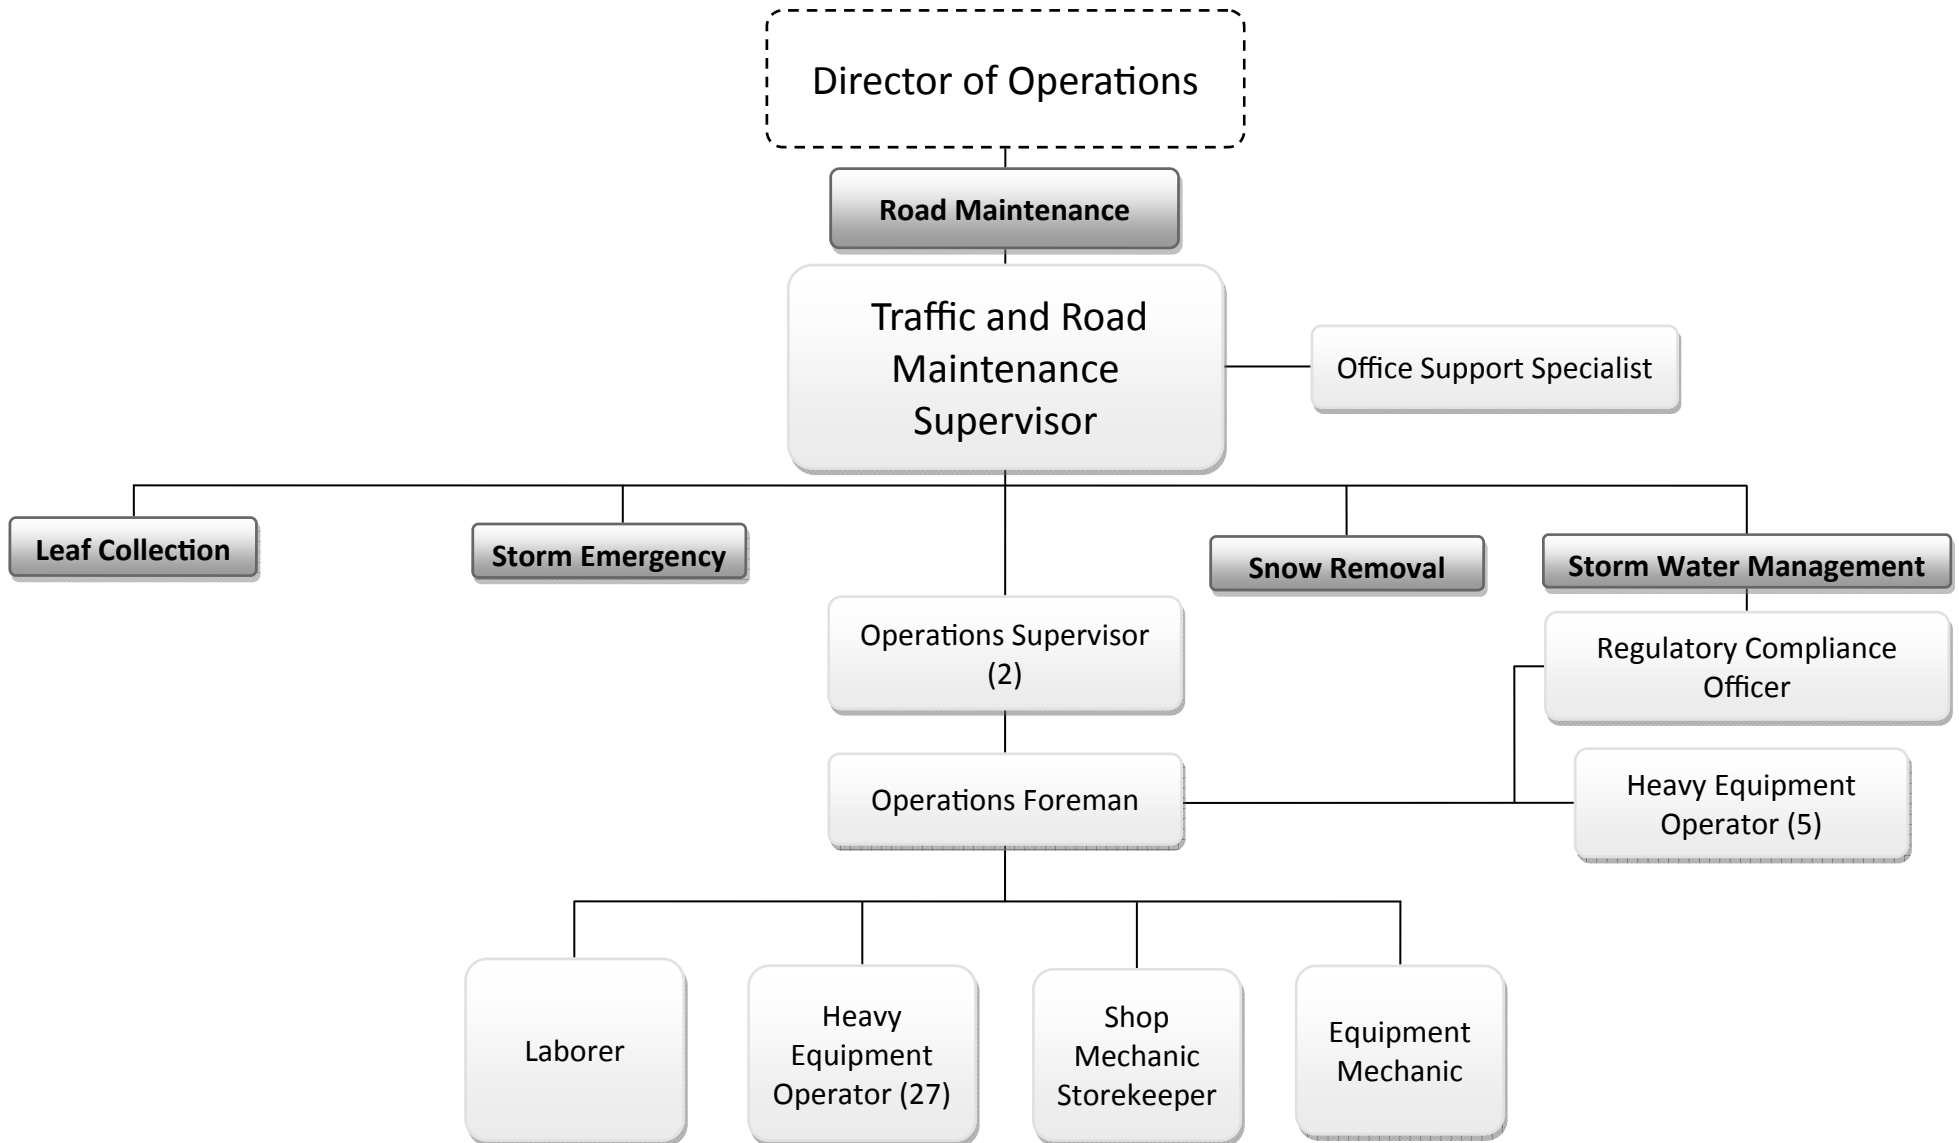 Director of Operations
Road Maintenance
Traffic and Road
Maintenance
Supervisor
Office Support Specialist
Leaf Collection
Storm Emergency
Snow Removal
Storm Water Management
Operations Supervisor
(2)
Regulatory Compliance
Officer
Operations Foreman
Heavy Equipment
Operator (5)
Laborer
Heavy
Equipment
Operator (27)
Shop
Mechanic
Storekeeper
Equipment
Mechanic